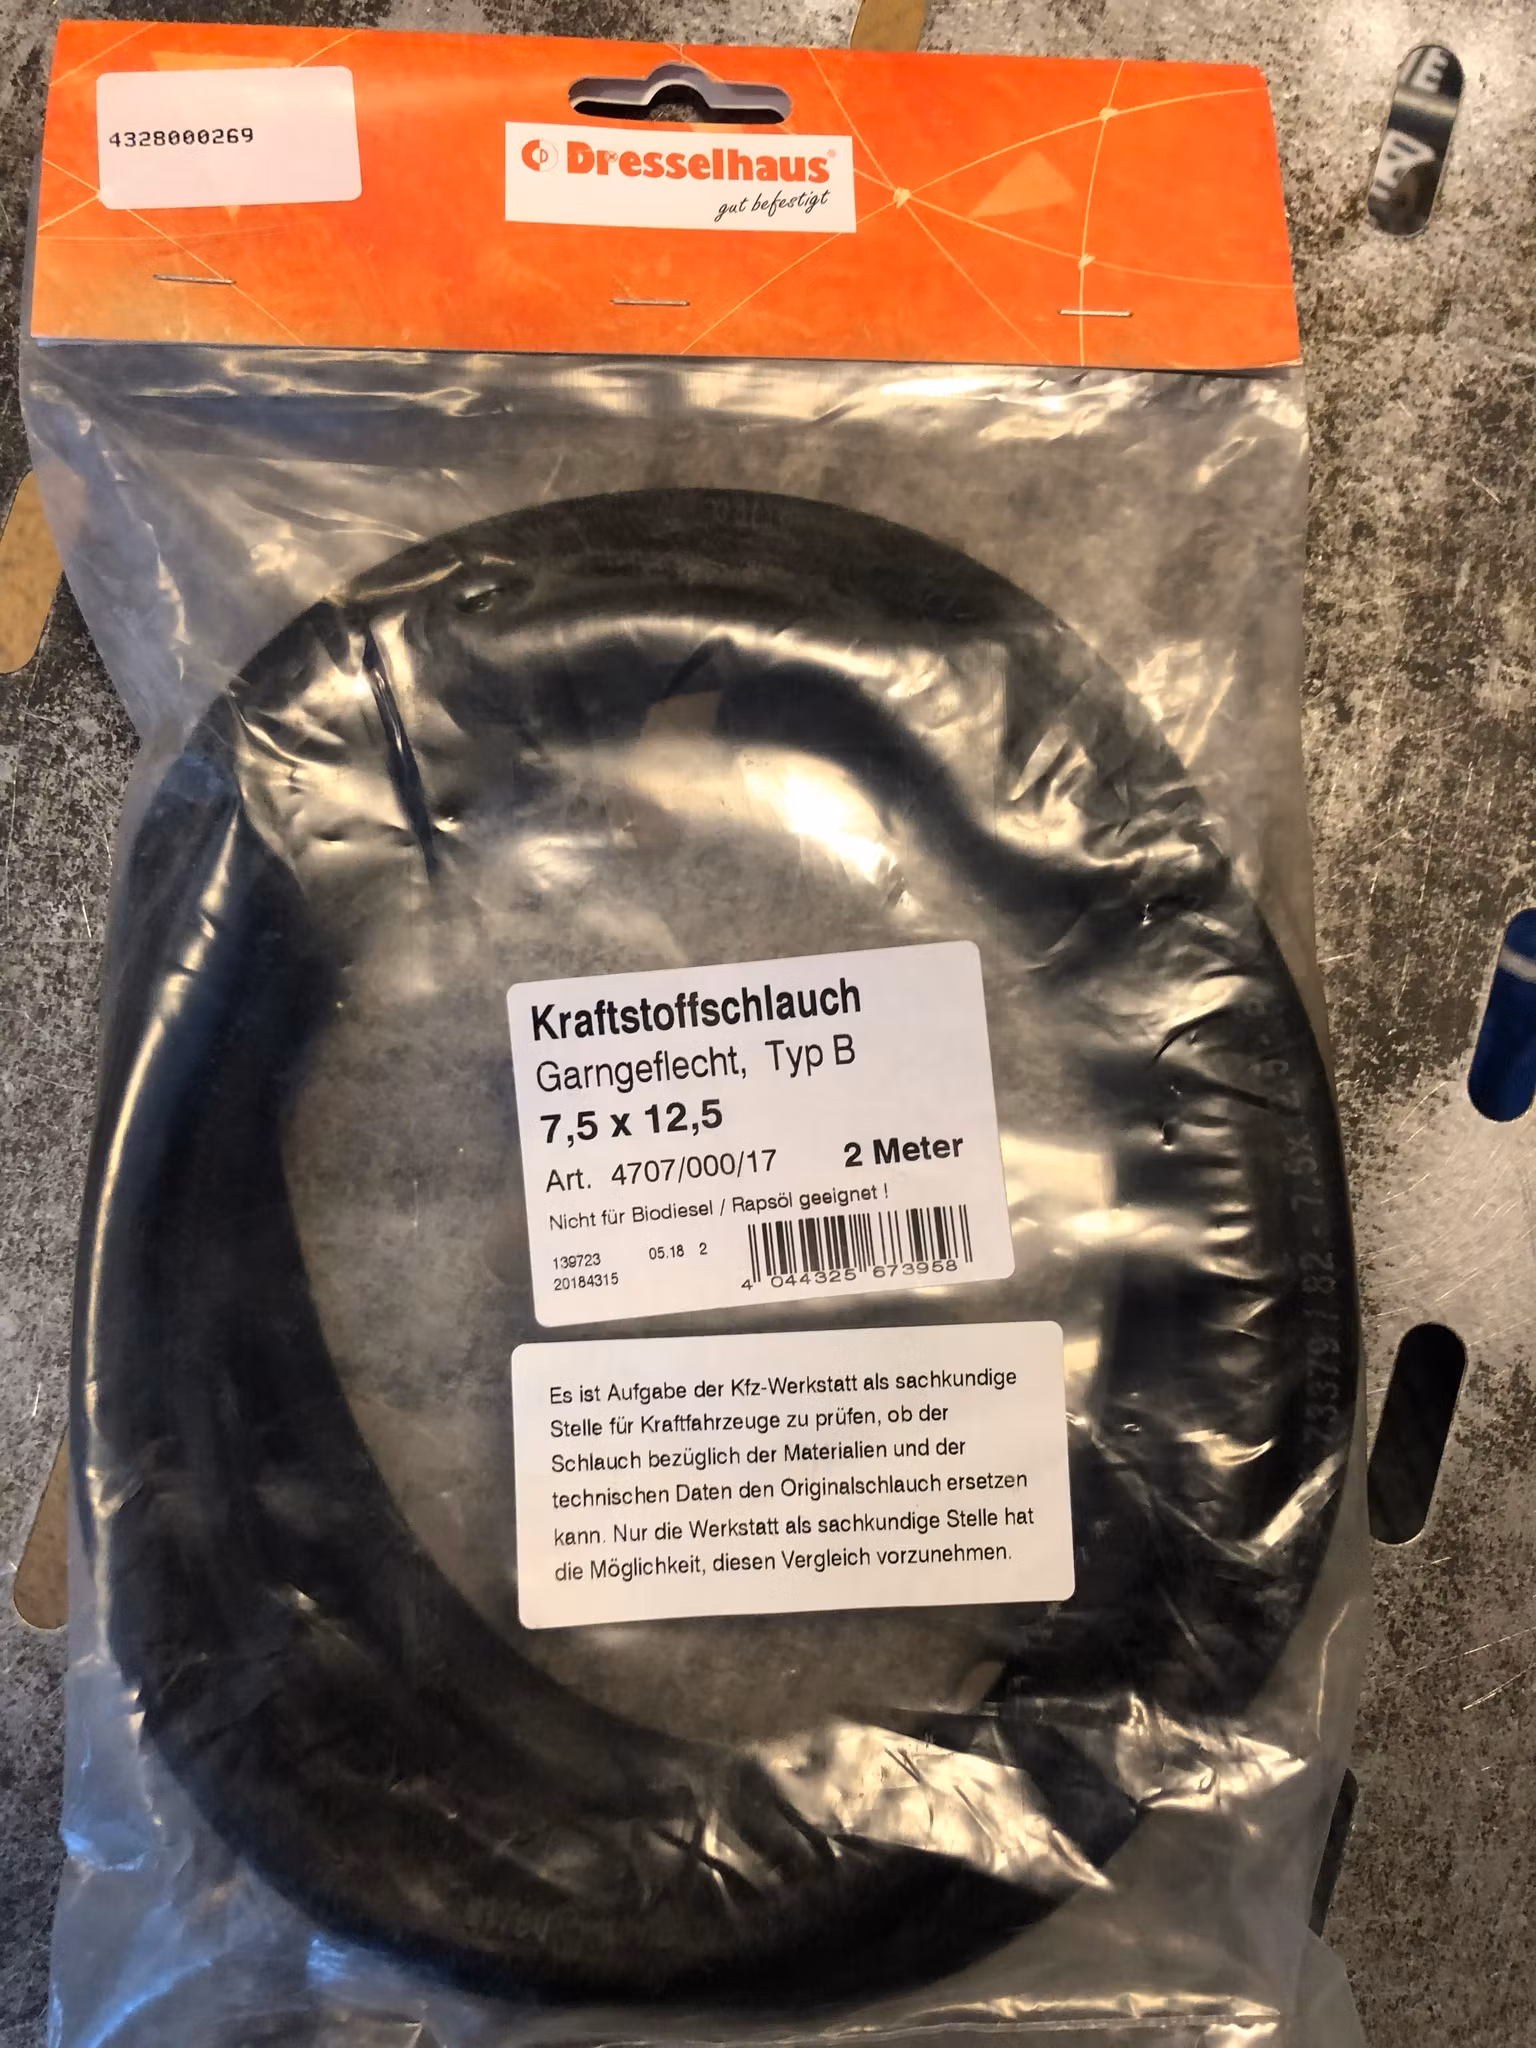 4328000269
Dresselhaus®
gut befestigt
Kraftstoffschlauch
Garngeflecht, Typ B
7,5 x 12,5
Art. 4707/000/17 2 Meter
Nicht für Biodiesel / Rapsöl geeignet !
139723 05.18 2
20184315
4 044325 673958
Es ist Aufgabe der Kfz-Werkstatt als sachkundige
Stelle für Kraftfahrzeuge zu prüfen, ob der
Schlauch bezüglich der Materialien und der
technischen Daten den Originalschlauch ersetzen
kann. Nur die Werkstatt als sachkundige Stelle hat
die Möglichkeit, diesen Vergleich vorzunehmen.